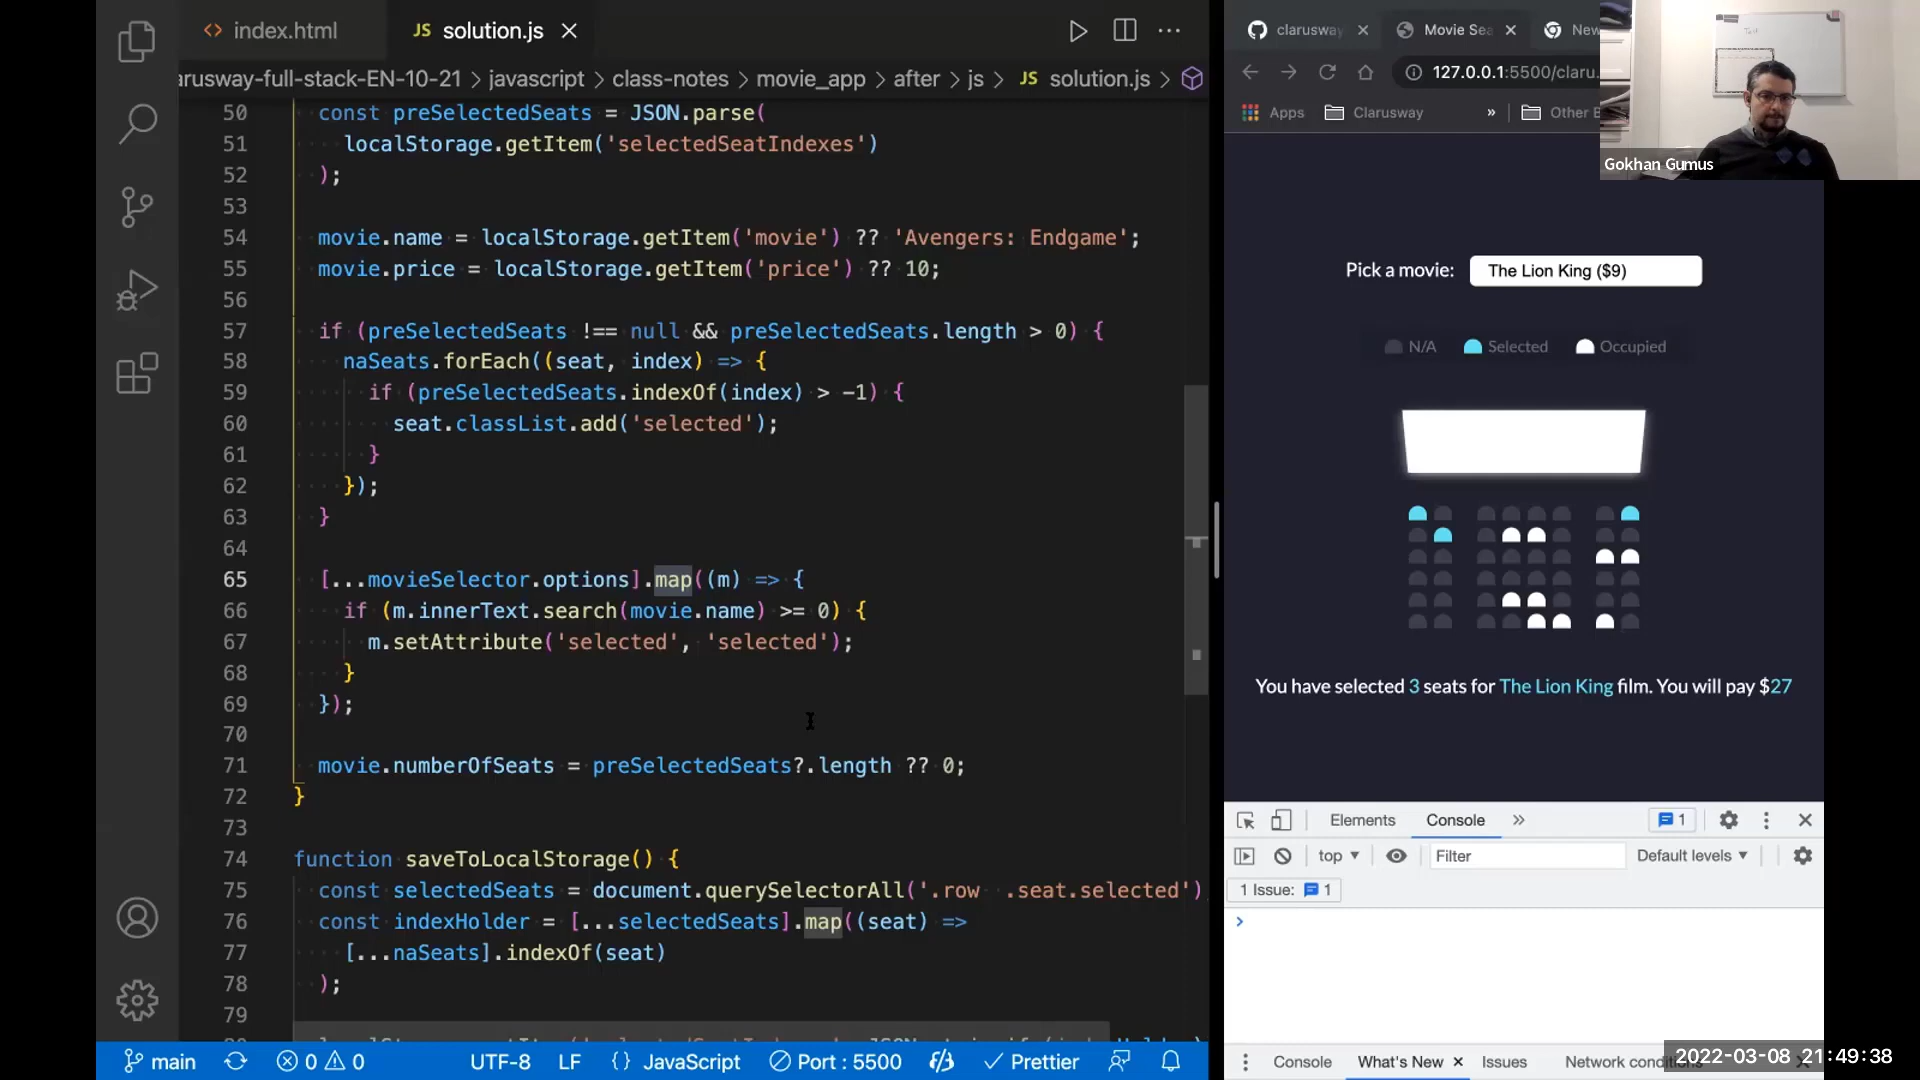 index.html
JS solution.js
arusway-full-stack-EN-10-21 > javascript > class-notes > movie_app > after > js > JS solution.js >
50 const preSelectedSeats = JSON.parse(
51 localStorage.getItem('selectedSeatIndexes')
52 );
53
54 movie.name = localStorage.getItem('movie') ?? 'Avengers: Endgame';
55 movie.price = localStorage.getItem('price') ?? 10;
56
57 if (preSelectedSeats !== null && preSelectedSeats.length > 0) {
58 naSeats.forEach((seat, index) => {
59 if (preSelectedSeats.indexOf(index) > -1) {
60 seat.classList.add('selected');
61 }
62 });
63 }
64
65 [...movieSelector.options].map((m) => {
66 if (m.innerText.search(movie.name) >= 0) {
67 m.setAttribute('selected', 'selected');
68 }
69 });
70
71 movie.numberOfSeats = preSelectedSeats?.length ?? 0;
72 }
73
74 function saveToLocalStorage() {
75 const selectedSeats = document.querySelectorAll('.row .seat.selected')
76 const indexHolder = [...selectedSeats].map((seat) =>
77 [...naSeats].indexOf(seat)
78 );
79
main 0 0 UTF-8 LF {} JavaScript Port : 5500 Prettier
clarusway Movie Sea New
127.0.0.1:5500/claru
Apps Clarusway » Other B
Gokhan Gumus
Pick a movie: The Lion King ($9)
N/A Selected Occupied
You have selected 3 seats for The Lion King film. You will pay $27
Elements Console » 1
top Filter Default levels
1 Issue: 1
Console What's New Issues Network condi
2022-03-08 21:49:38